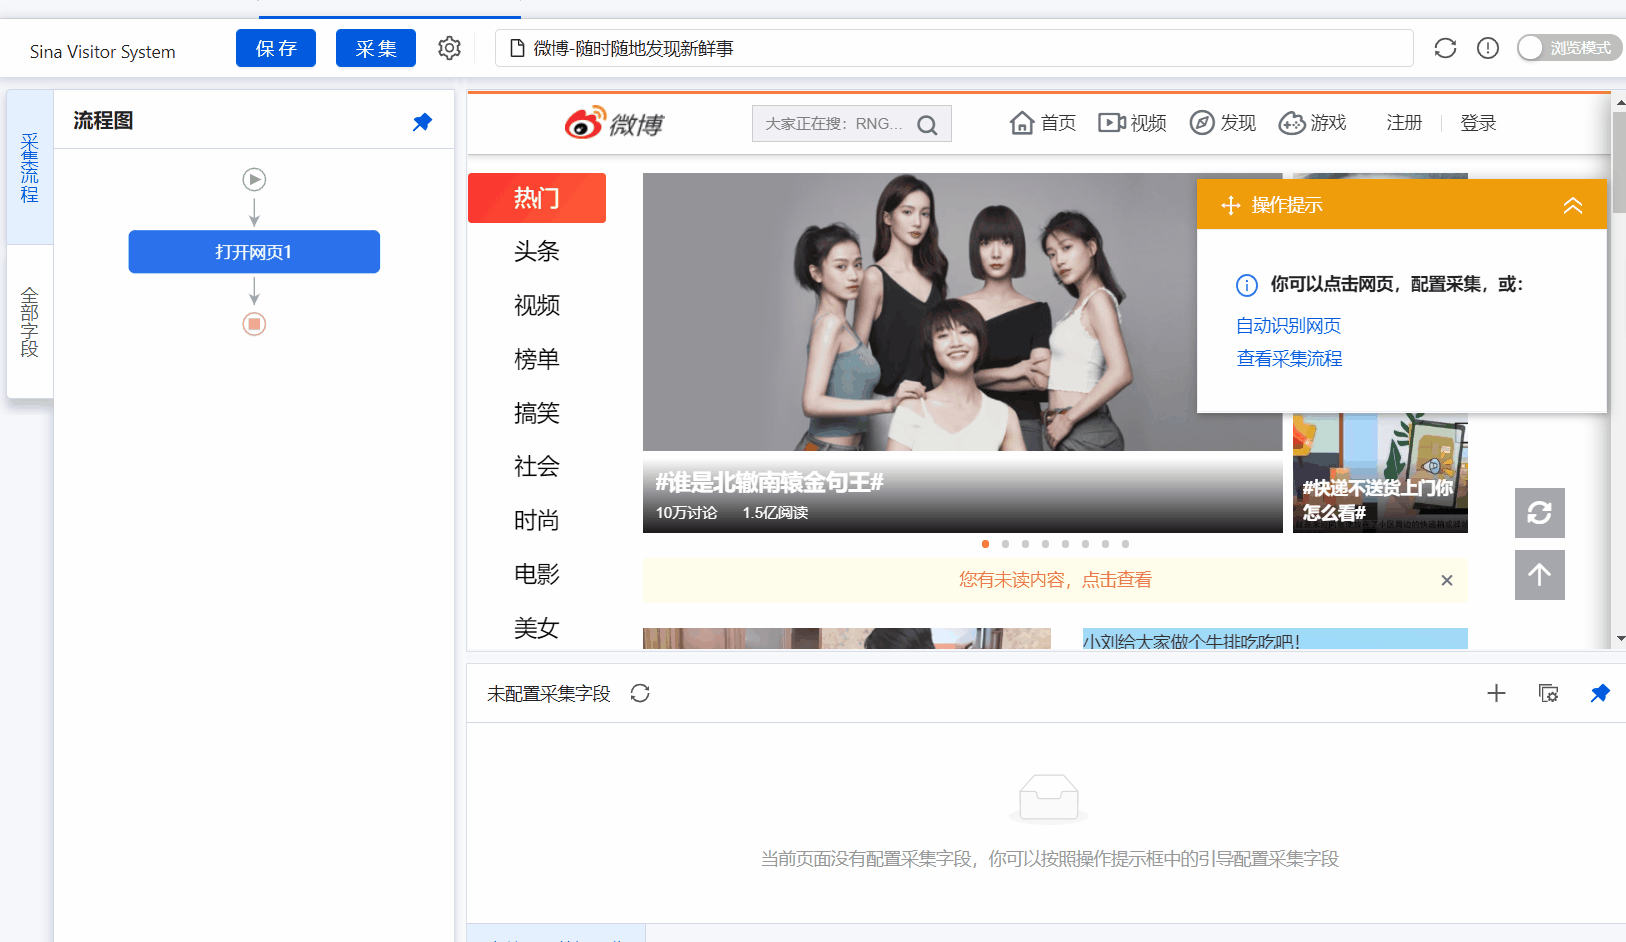 Sina Visitor System
保存
采集
微博-随时随地发现新鲜事
浏览模式
采集流程
全部字段
流程图
打开网页1
微博
大家正在搜：RNG...
首页
视频
发现
游戏
注册
登录
热门
头条
视频
榜单
搞笑
社会
时尚
电影
美女
操作提示
你可以点击网页，配置采集，或：
自动识别网页
查看采集流程
#谁是北辙南辕金句王#
10万讨论 1.5亿阅读
#快递不送货上门你
怎么看#
您有未读内容，点击查看
小刘给大家做个牛排吃吃吧！
未配置采集字段
当前页面没有配置采集字段，你可以按照操作提示框中的引导配置采集字段